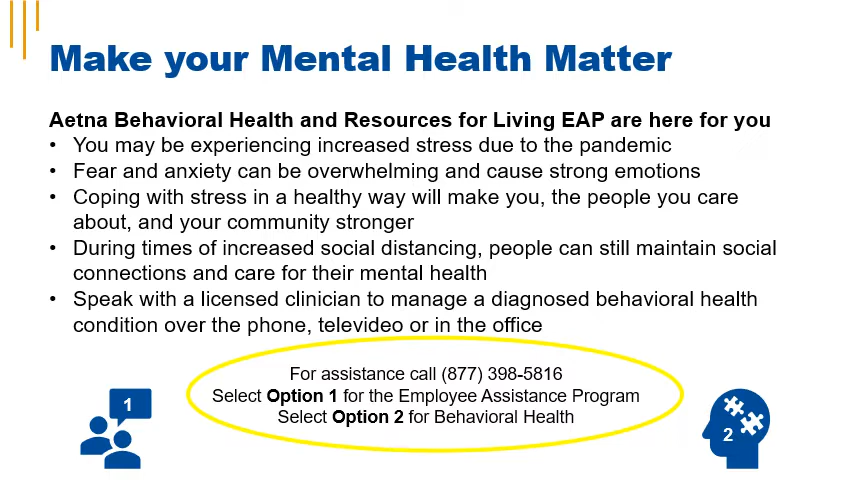 Make your Mental Health Matter
Aetna Behavioral Health and Resources for Living EAP are here for you
• You may be experiencing increased stress due to the pandemic
• Fear and anxiety can be overwhelming and cause strong emotions
• Coping with stress in a healthy way will make you, the people you care
about, and your community stronger
• During times of increased social distancing, people can still maintain social
connections and care for their mental health
• Speak with a licensed clinician to manage a diagnosed behavioral health
condition over the phone, televideo or in the office
For assistance call (877) 398-5816
Select Option 1 for the Employee Assistance Program
Select Option 2 for Behavioral Health
1
2